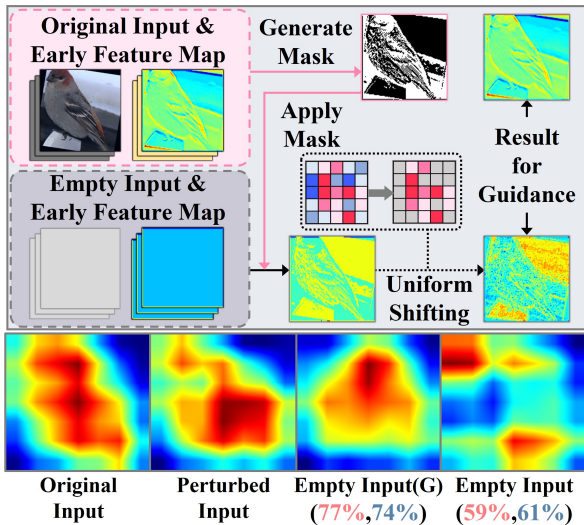 Original Input &
Early Feature Map
Generate
Mask
Apply
Mask
Result
for
Guidance
Empty Input &
Early Feature Map
Uniform
Shifting
Original
Input
Perturbed
Input
Empty Input(G)
(77%,74%)
Empty Input
(59%,61%)